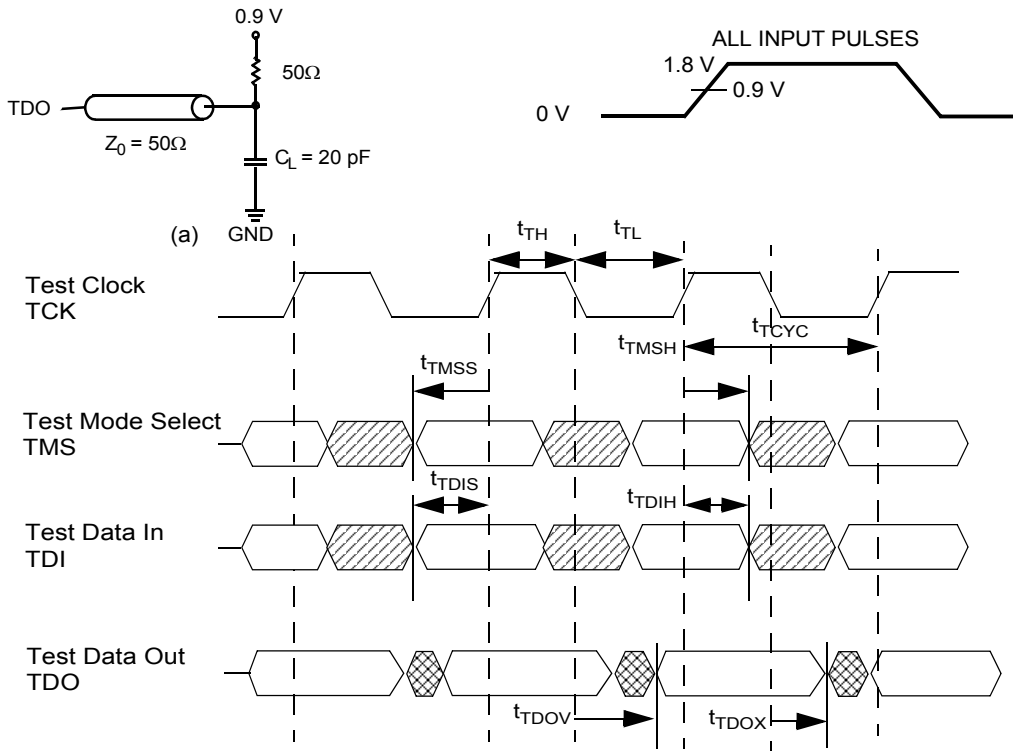 0.9 V
50Ω
TDO
Z0 = 50Ω
CL = 20 pF
(a)
GND
ALL INPUT PULSES
1.8 V
0.9 V
0 V
tTH
tTL
Test Clock
TCK
tTCYC
tTMSH
tTMSS
Test Mode Select
TMS
tTDIS
tTDIH
Test Data In
TDI
Test Data Out
TDO
tTDOV
tTDOX